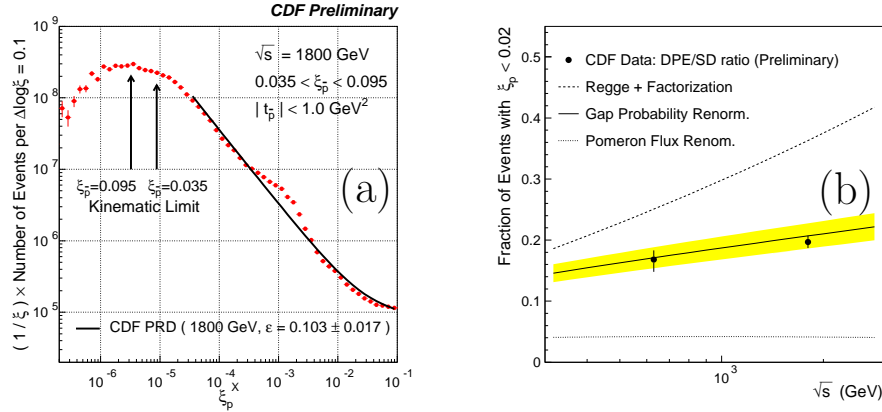 CDF Preliminary
( 1 / ξ ) × Number of Events per Δlogξ = 0.1
10^9
10^8
10^7
10^6
10^5
√s = 1800 GeV
0.035 < ξp̄ < 0.095
| tp̄ | < 1.0 GeV²
ξp̄=0.095 ξp̄=0.035
Kinematic Limit
(a)
CDF PRD ( 1800 GeV, ε = 0.103 ± 0.017 )
10^-6 10^-5 10^-4 10^-3 10^-2 10^-1
ξp^X
Fraction of Events with ξp < 0.02
0.5
0.4
0.3
0.2
0.1
0
CDF Data: DPE/SD ratio (Preliminary)
Regge + Factorization
Gap Probability Renorm.
Pomeron Flux Renom.
(b)
10^3
√s (GeV)